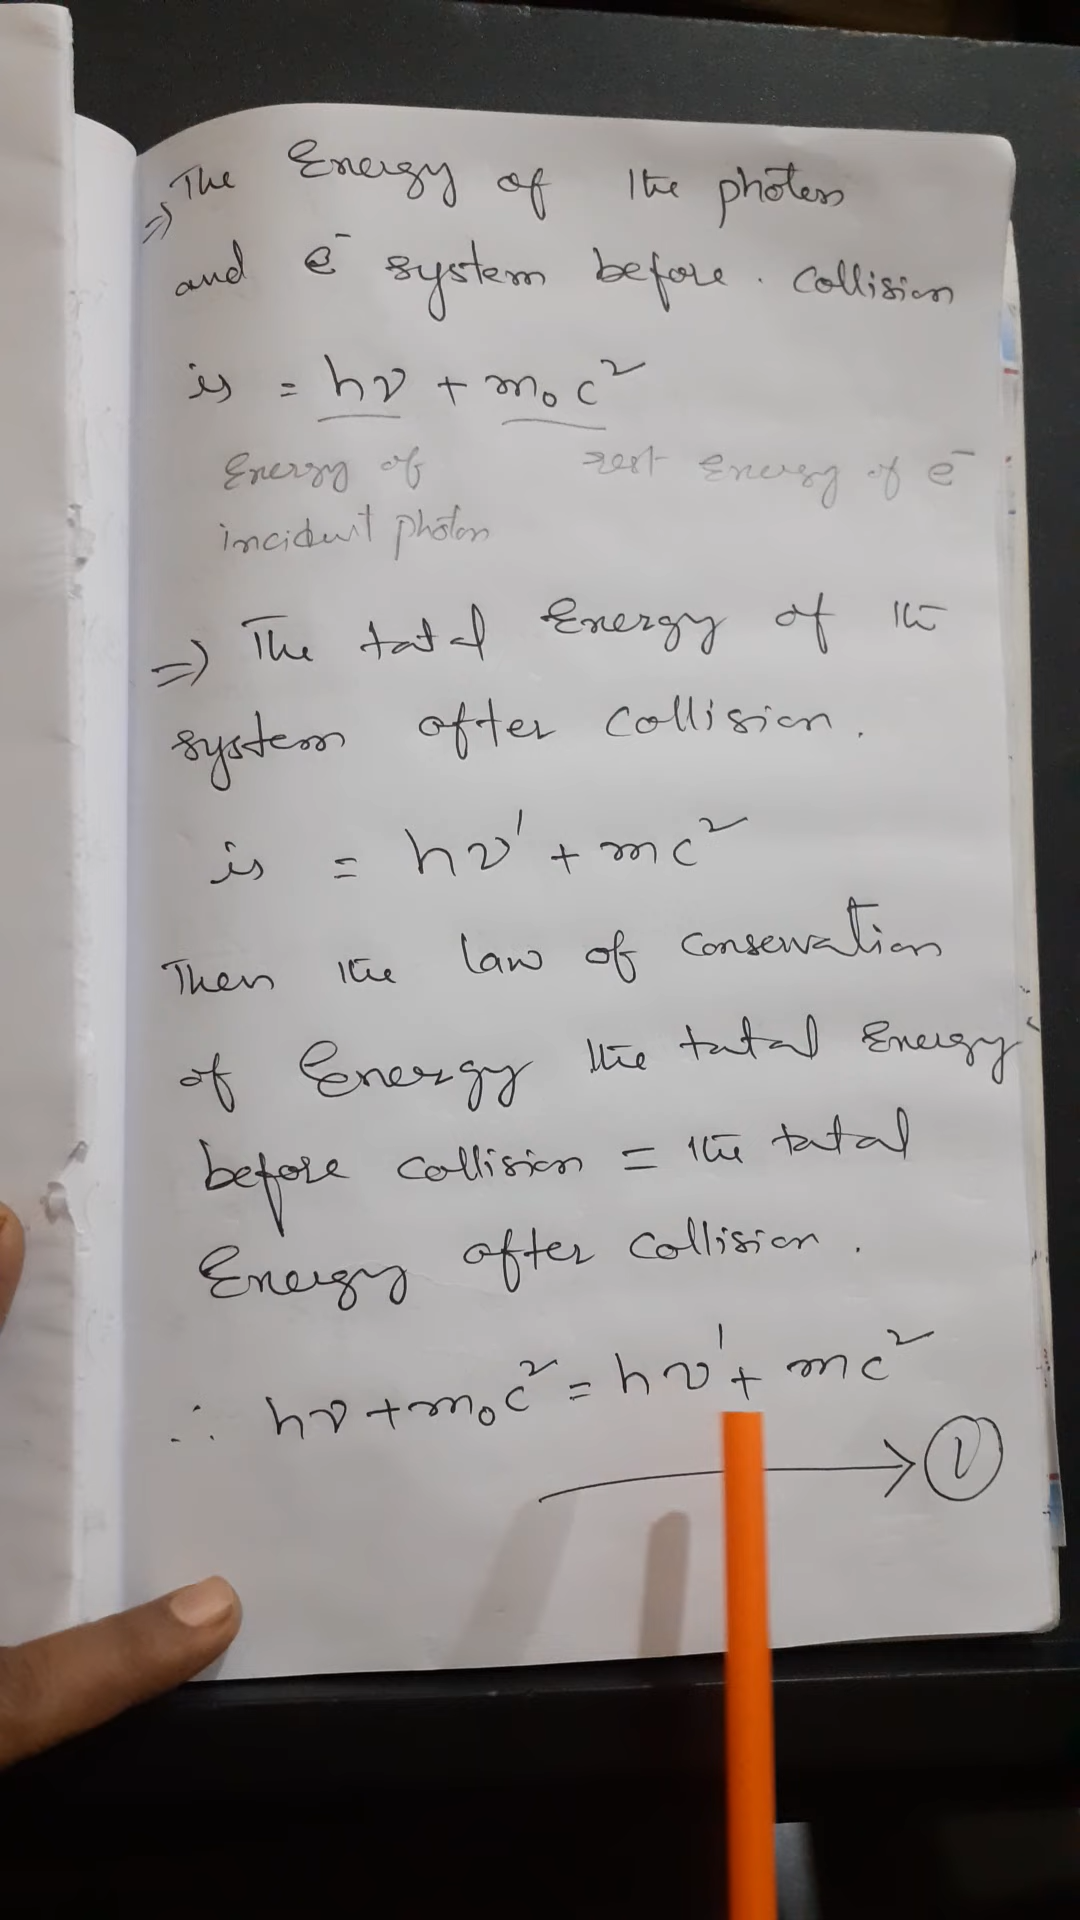 ⇒ The Energy of the photon
and e⁻ system before. Collision
is = hν + m₀c²
Energy of rest Energy of e⁻
incident photon
⇒ The total Energy of the
system after Collision.
is = hν' + mc²
Then the law of conservation
of Energy the total Energy
before collision = the total
Energy after collision.
∴ hν + m₀c² = hν' + mc²
→ ①